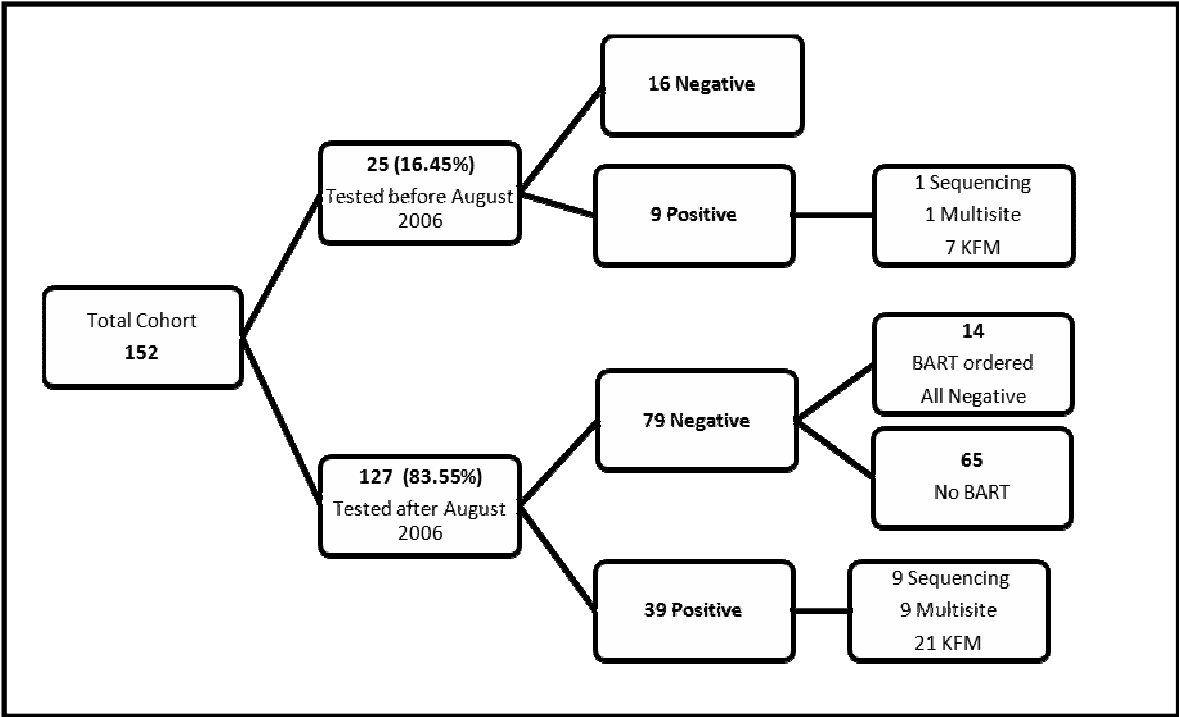 Total Cohort
152
25 (16.45%)
Tested before August
2006
16 Negative
9 Positive
1 Sequencing
1 Multisite
7 KFM
127 (83.55%)
Tested after August
2006
79 Negative
14
BART ordered
All Negative
65
No BART
39 Positive
9 Sequencing
9 Multisite
21 KFM